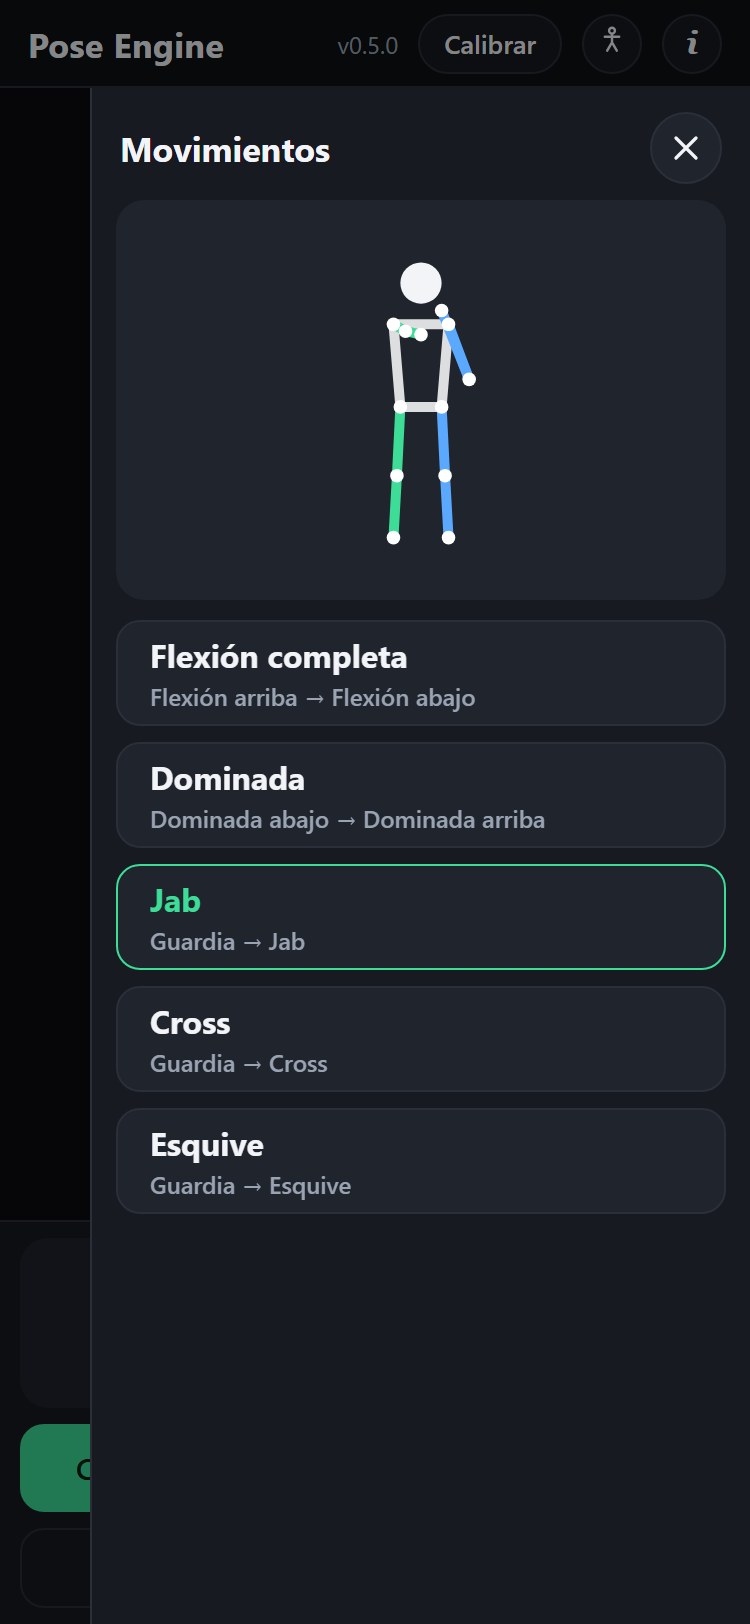 Pose Engine v0.5.0 Calibrar i
Movimientos
Flexión completa
Flexión arriba → Flexión abajo
Dominada
Dominada abajo → Dominada arriba
Jab
Guardia → Jab
Cross
Guardia → Cross
Esquive
Guardia → Esquive